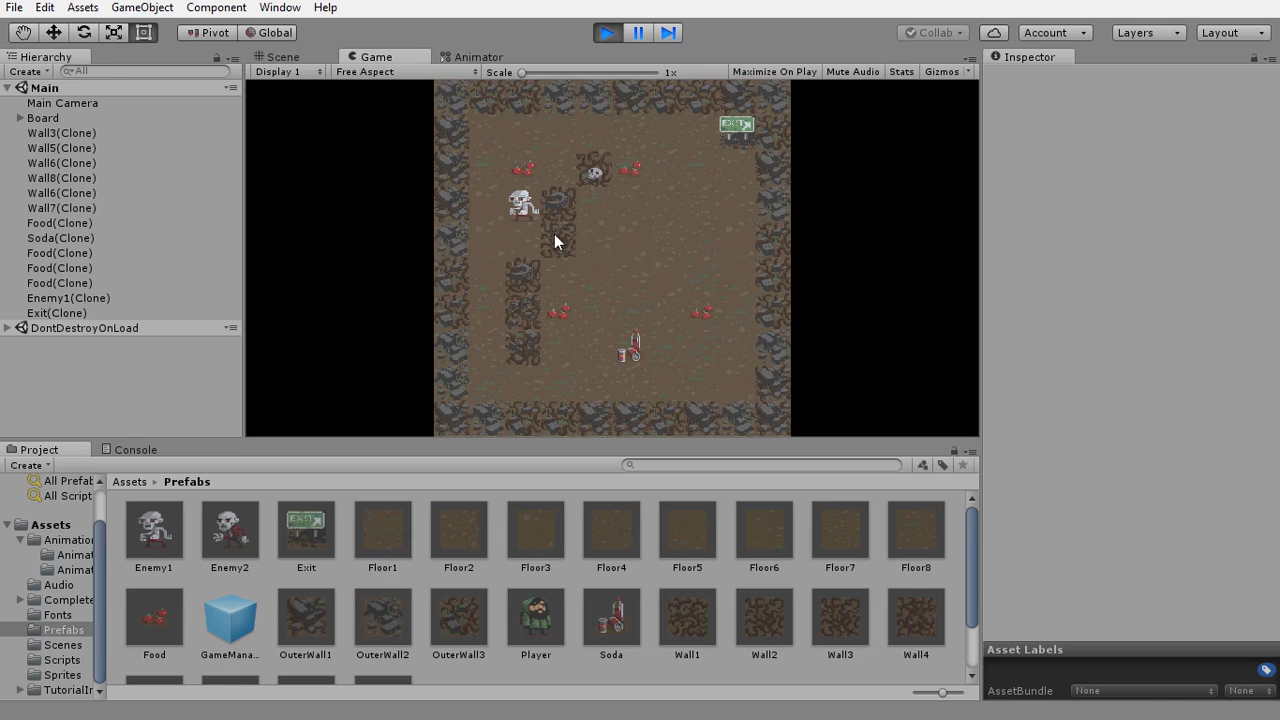 File Edit Assets GameObject Component Window Help
Pivot Global Collab Account Layers Layout
Hierarchy Scene Game Animator Inspector
Create All Display 1 Free Aspect Scale 1x Maximize On Play Mute Audio Stats Gizmos
Main
Main Camera
Board
Wall3(Clone)
Wall5(Clone)
Wall6(Clone)
Wall8(Clone)
Wall6(Clone)
Wall7(Clone)
Food(Clone)
Soda(Clone)
Food(Clone)
Food(Clone)
Food(Clone)
Enemy1(Clone)
Exit(Clone)
DontDestroyOnLoad
EXIT
Project Console
Create
All Prefab
All Script
Assets
Animation
Animat
Animat
Audio
Complete
Fonts
Prefabs
Scenes
Scripts
Sprites
TutorialIn
Assets Prefabs
EXIT
Enemy1 Enemy2 Exit Floor1 Floor2 Floor3 Floor4 Floor5 Floor6 Floor7 Floor8
Food GameMana... OuterWall1 OuterWall2 OuterWall3 Player Soda Wall1 Wall2 Wall3 Wall4
Asset Labels
AssetBundle None None